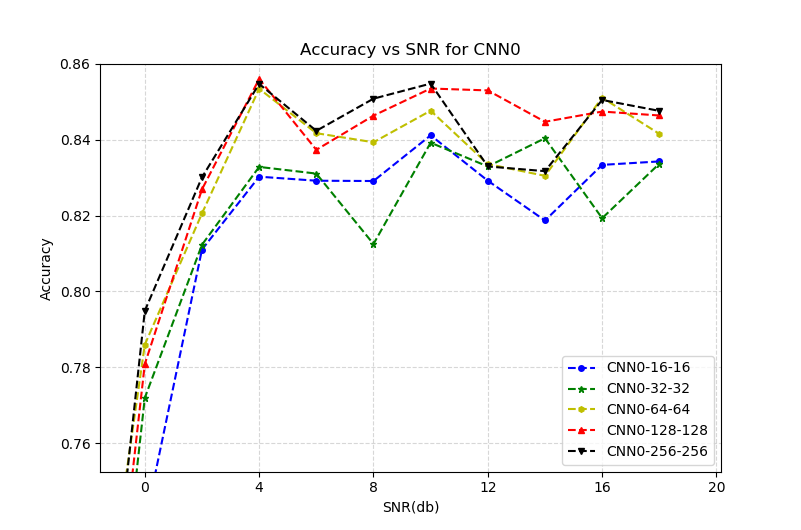 Accuracy vs SNR for CNN0
0.86
0.84
0.82
0.80
0.78
0.76
Accuracy
0 4 8 12 16 20
SNR(db)
CNN0-16-16
CNN0-32-32
CNN0-64-64
CNN0-128-128
CNN0-256-256